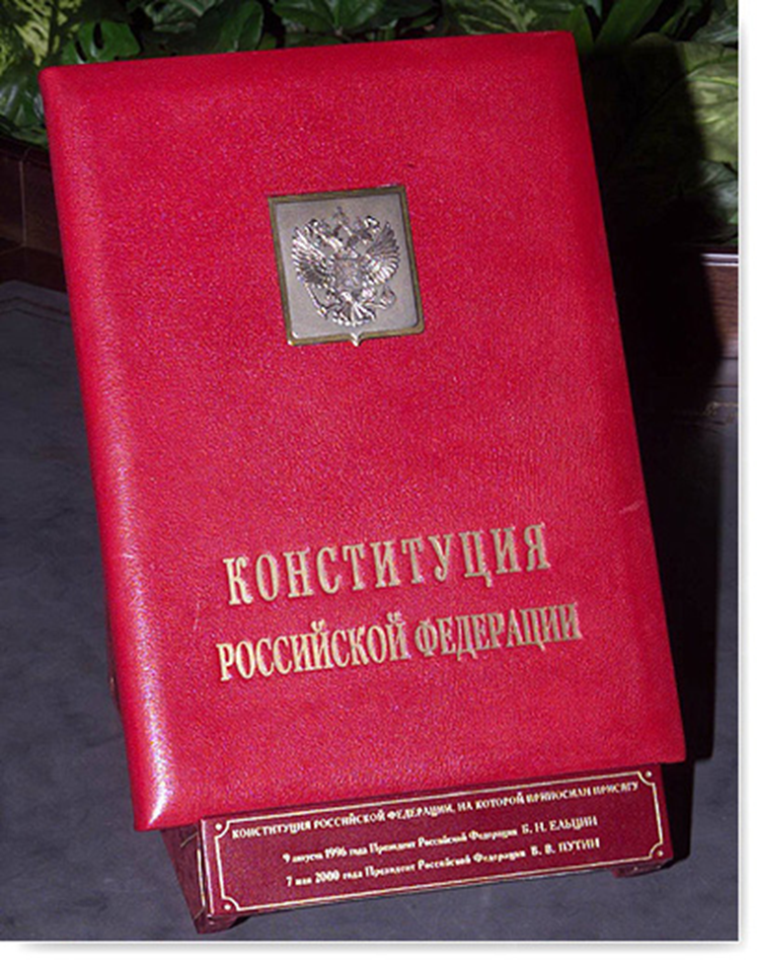 КОНСТИТУЦИЯ
РОССИЙСКОЙ ФЕДЕРАЦИИ
КОНСТИТУЦИЯ РОССИЙСКОЙ ФЕДЕРАЦИИ, НА КОТОРОЙ ПРИНОСИЛИ ПРИСЯГУ
9 августа 1996 года Президент Российской Федерации Б. Н. ЕЛЬЦИН
7 мая 2000 года Президент Российской Федерации В. В. ПУТИН